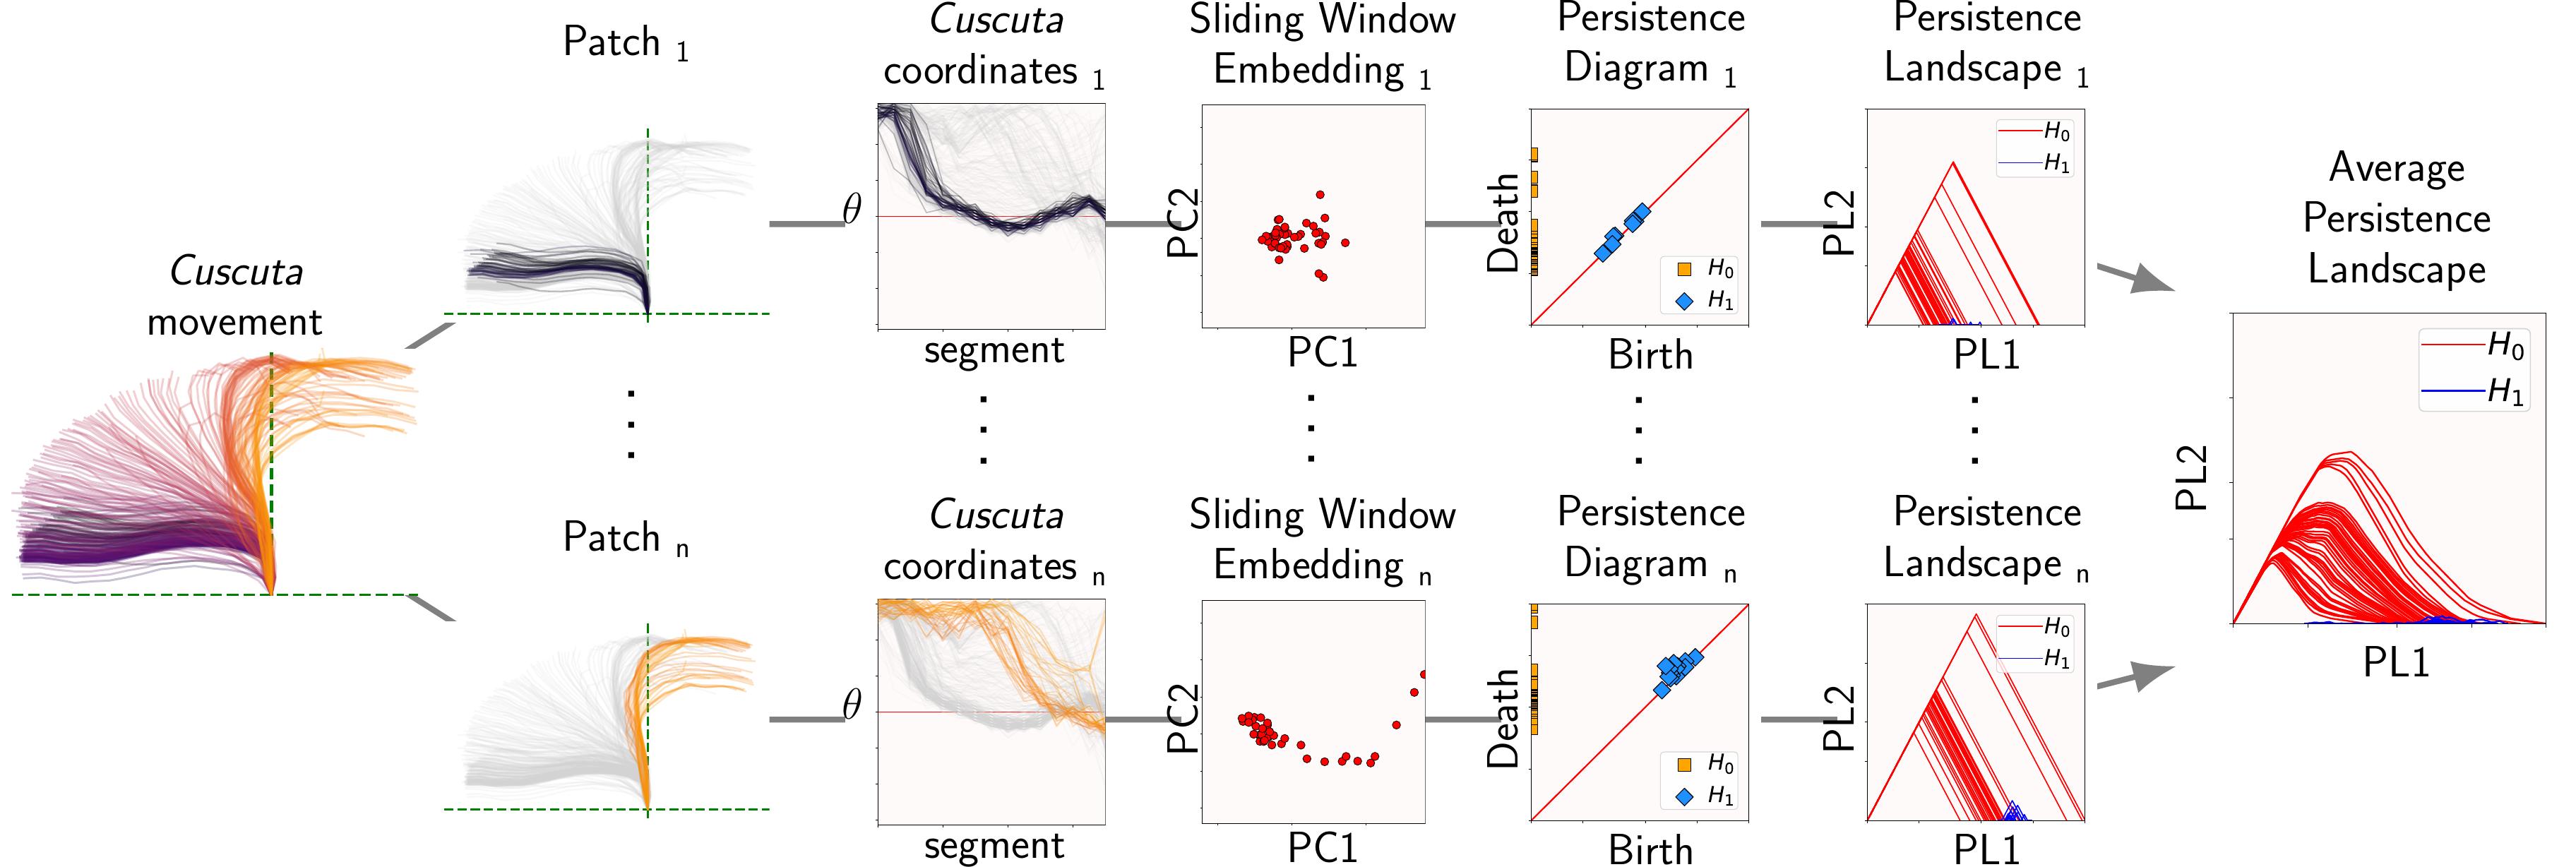 Cuscuta
movement
Patch 1
Cuscuta
coordinates 1
θ
segment
Sliding Window
Embedding 1
PC2
PC1
Persistence
Diagram 1
Death
H0
H1
Birth
Persistence
Landscape 1
PL2
H0
H1
PL1
Patch n
Cuscuta
coordinates n
θ
segment
Sliding Window
Embedding n
PC2
PC1
Persistence
Diagram n
Death
H0
H1
Birth
Persistence
Landscape n
PL2
H0
H1
PL1
Average
Persistence
Landscape
H0
H1
PL2
PL1